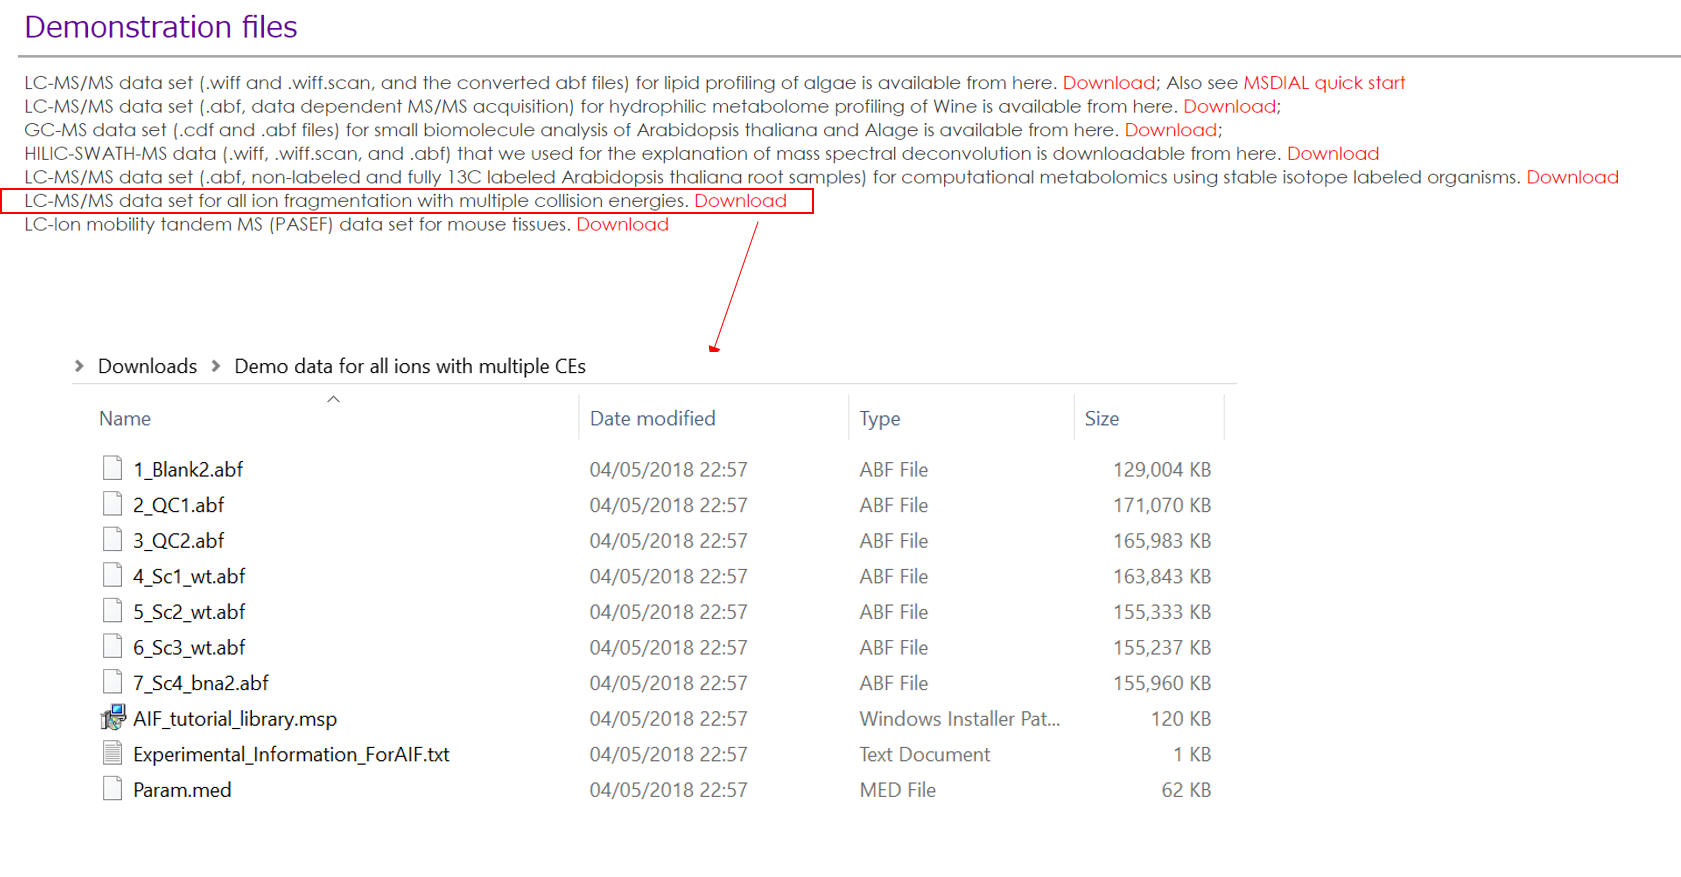 Demonstration files
LC-MS/MS data set (.wiff and .wiff.scan, and the converted abf files) for lipid profiling of algae is available from here. Download; Also see MSDIAL quick start
LC-MS/MS data set (.abf, data dependent MS/MS acquisition) for hydrophilic metabolome profiling of Wine is available from here. Download;
GC-MS data set (.cdf and .abf files) for small biomolecule analysis of Arabidopsis thaliana and Alage is available from here. Download;
HILIC-SWATH-MS data (.wiff, .wiff.scan, and .abf) that we used for the explanation of mass spectral deconvolution is downloadable from here. Download
LC-MS/MS data set (.abf, non-labeled and fully 13C labeled Arabidopsis thaliana root samples) for computational metabolomics using stable isotope labeled organisms. Download
LC-MS/MS data set for all ion fragmentation with multiple collision energies. Download
LC-Ion mobility tandem MS (PASEF) data set for mouse tissues. Download
Downloads > Demo data for all ions with multiple CEs
Name Date modified Type Size
1_Blank2.abf 04/05/2018 22:57 ABF File 129,004 KB
2_QC1.abf 04/05/2018 22:57 ABF File 171,070 KB
3_QC2.abf 04/05/2018 22:57 ABF File 165,983 KB
4_Sc1_wt.abf 04/05/2018 22:57 ABF File 163,843 KB
5_Sc2_wt.abf 04/05/2018 22:57 ABF File 155,333 KB
6_Sc3_wt.abf 04/05/2018 22:57 ABF File 155,237 KB
7_Sc4_bna2.abf 04/05/2018 22:57 ABF File 155,960 KB
AIF_tutorial_library.msp 04/05/2018 22:57 Windows Installer Pat... 120 KB
Experimental_Information_ForAIF.txt 04/05/2018 22:57 Text Document 1 KB
Param.med 04/05/2018 22:57 MED File 62 KB